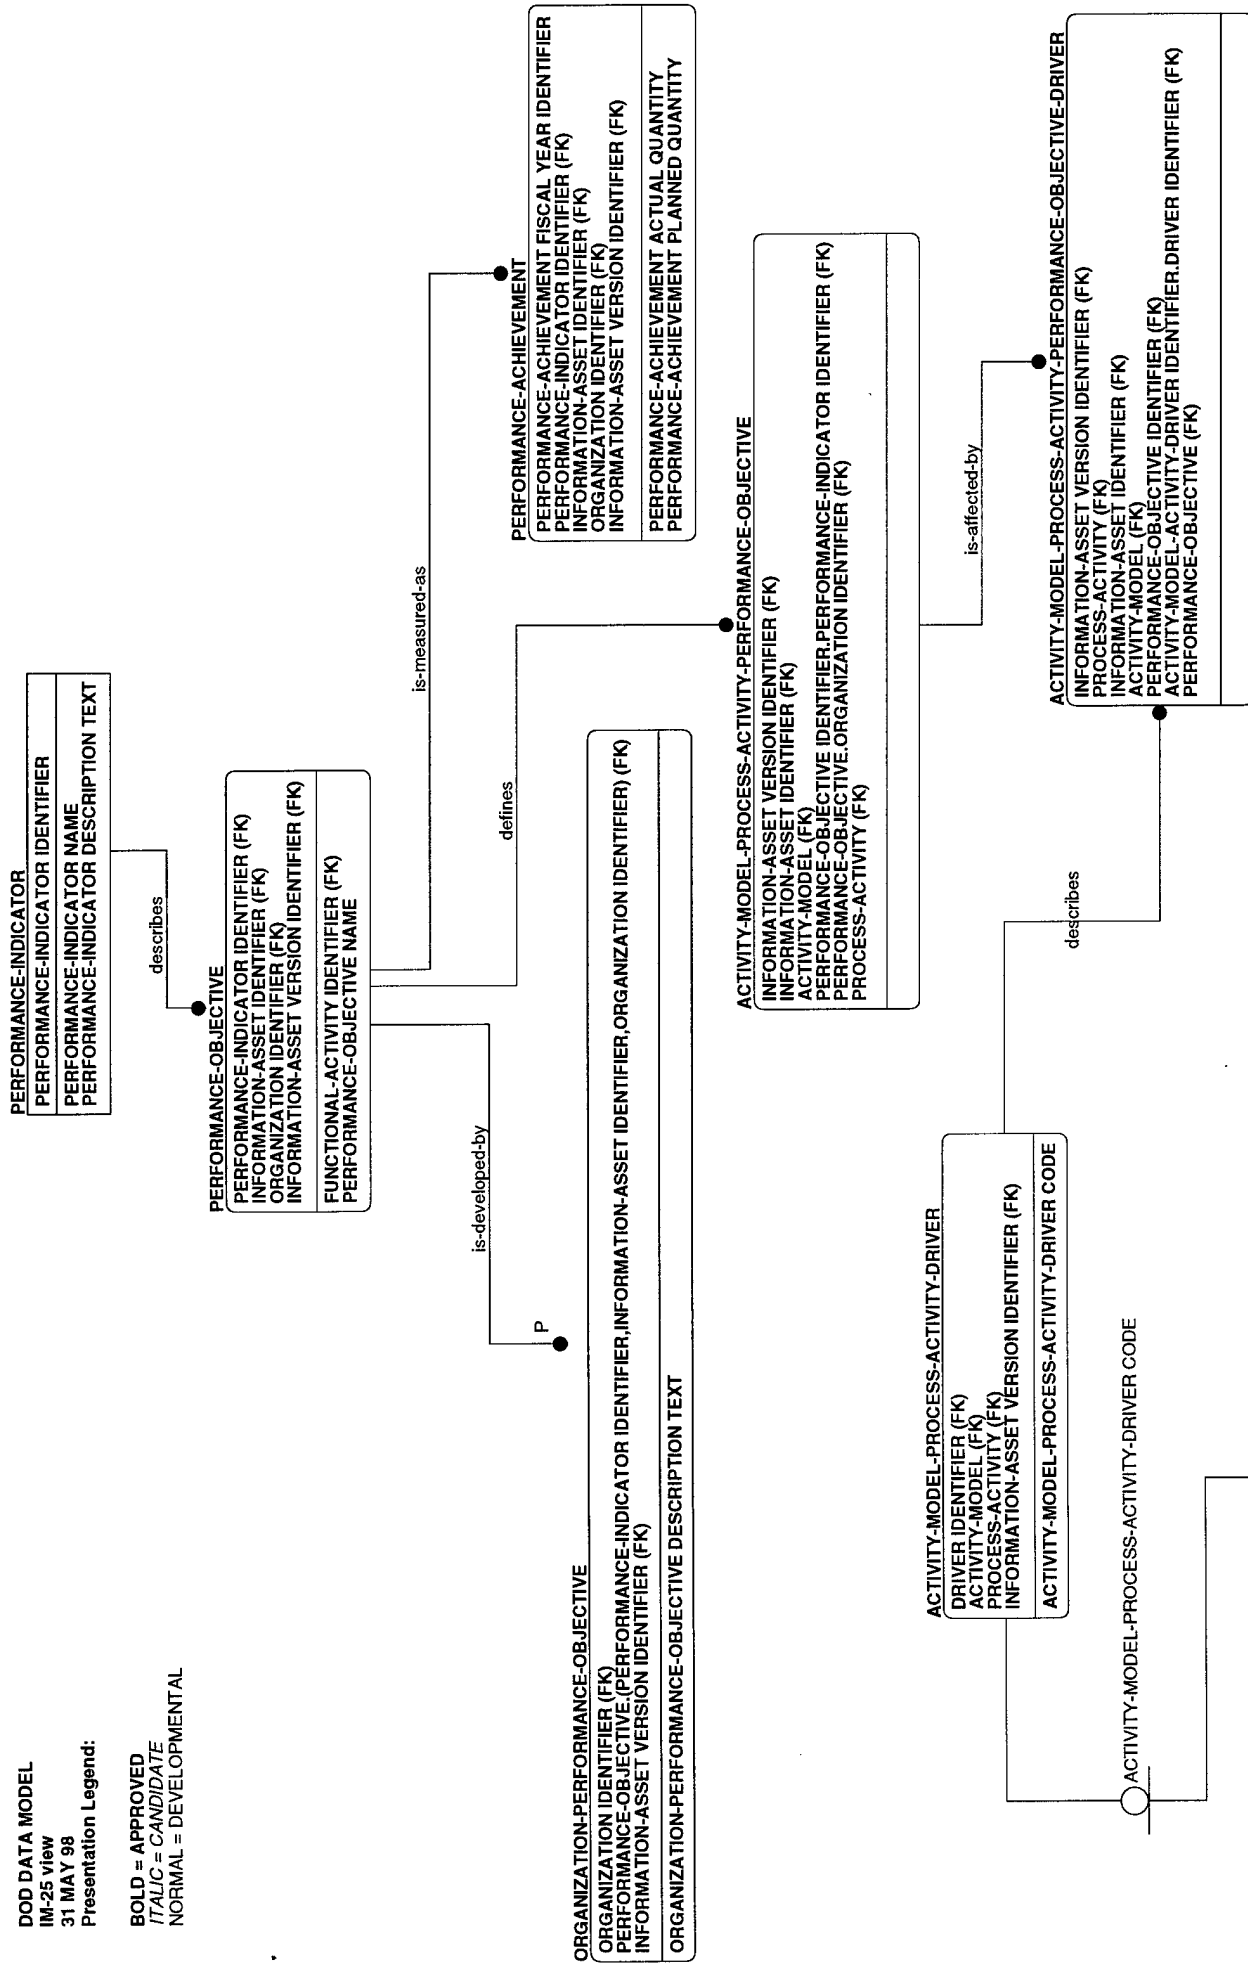 DOD DATA MODEL
IM-25 view
31 MAY 98
Presentation Legend:
BOLD = APPROVED
ITALIC = CANDIDATE
NORMAL = DEVELOPMENTAL
PERFORMANCE-INDICATOR
PERFORMANCE-INDICATOR IDENTIFIER
PERFORMANCE-INDICATOR NAME
PERFORMANCE-INDICATOR DESCRIPTION TEXT
describes
PERFORMANCE-OBJECTIVE
PERFORMANCE-INDICATOR IDENTIFIER (FK)
INFORMATION-ASSET IDENTIFIER (FK)
ORGANIZATION IDENTIFIER (FK)
INFORMATION-ASSET VERSION IDENTIFIER (FK)
FUNCTIONAL-ACTIVITY IDENTIFIER (FK)
PERFORMANCE-OBJECTIVE NAME
is-measured-as
defines
is-developed-by
P
PERFORMANCE-ACHIEVEMENT
PERFORMANCE-ACHIEVEMENT FISCAL YEAR IDENTIFIER
PERFORMANCE-INDICATOR IDENTIFIER (FK)
INFORMATION-ASSET IDENTIFIER (FK)
ORGANIZATION IDENTIFIER (FK)
INFORMATION-ASSET VERSION IDENTIFIER (FK)
PERFORMANCE-ACHIEVEMENT ACTUAL QUANTITY
PERFORMANCE-ACHIEVEMENT PLANNED QUANTITY
ORGANIZATION-PERFORMANCE-OBJECTIVE
ORGANIZATION IDENTIFIER (FK)
PERFORMANCE-OBJECTIVE.(PERFORMANCE-INDICATOR IDENTIFIER,INFORMATION-ASSET IDENTIFIER,ORGANIZATION IDENTIFIER) (FK)
INFORMATION-ASSET VERSION IDENTIFIER (FK)
ORGANIZATION-PERFORMANCE-OBJECTIVE DESCRIPTION TEXT
ACTIVITY-MODEL-PROCESS-ACTIVITY-PERFORMANCE-OBJECTIVE
INFORMATION-ASSET VERSION IDENTIFIER (FK)
INFORMATION-ASSET IDENTIFIER (FK)
ACTIVITY-MODEL (FK)
PERFORMANCE-OBJECTIVE IDENTIFIER.PERFORMANCE-INDICATOR IDENTIFIER (FK)
PERFORMANCE-OBJECTIVE.ORGANIZATION IDENTIFIER (FK)
PROCESS-ACTIVITY (FK)
is-affected-by
ACTIVITY-MODEL-PROCESS-ACTIVITY-DRIVER
DRIVER IDENTIFIER (FK)
ACTIVITY-MODEL (FK)
PROCESS-ACTIVITY (FK)
INFORMATION-ASSET VERSION IDENTIFIER (FK)
ACTIVITY-MODEL-PROCESS-ACTIVITY-DRIVER CODE
describes
ACTIVITY-MODEL-PROCESS-ACTIVITY-PERFORMANCE-OBJECTIVE-DRIVER
INFORMATION-ASSET VERSION IDENTIFIER (FK)
PROCESS-ACTIVITY (FK)
INFORMATION-ASSET IDENTIFIER (FK)
ACTIVITY-MODEL (FK)
PERFORMANCE-OBJECTIVE IDENTIFIER (FK)
ACTIVITY-MODEL-ACTIVITY-DRIVER IDENTIFIER.DRIVER IDENTIFIER (FK)
PERFORMANCE-OBJECTIVE (FK)
ACTIVITY-MODEL-PROCESS-ACTIVITY-DRIVER CODE